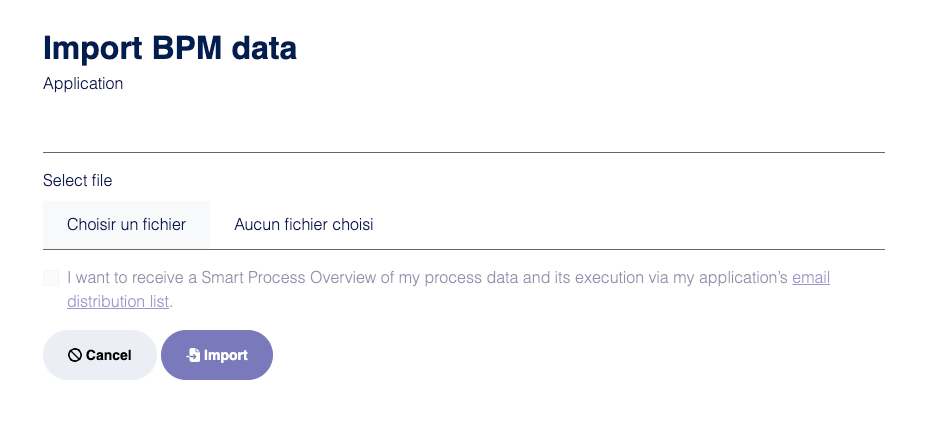 Import BPM data
Application
Select file
Choisir un fichier Aucun fichier choisi
I want to receive a Smart Process Overview of my process data and its execution via my application's email
distribution list.
Cancel Import